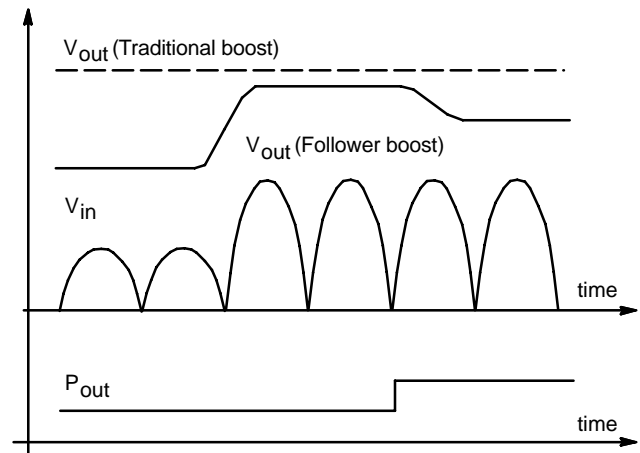 Vout (Traditional boost)
Vout (Follower boost)
Vin
time
Pout
time